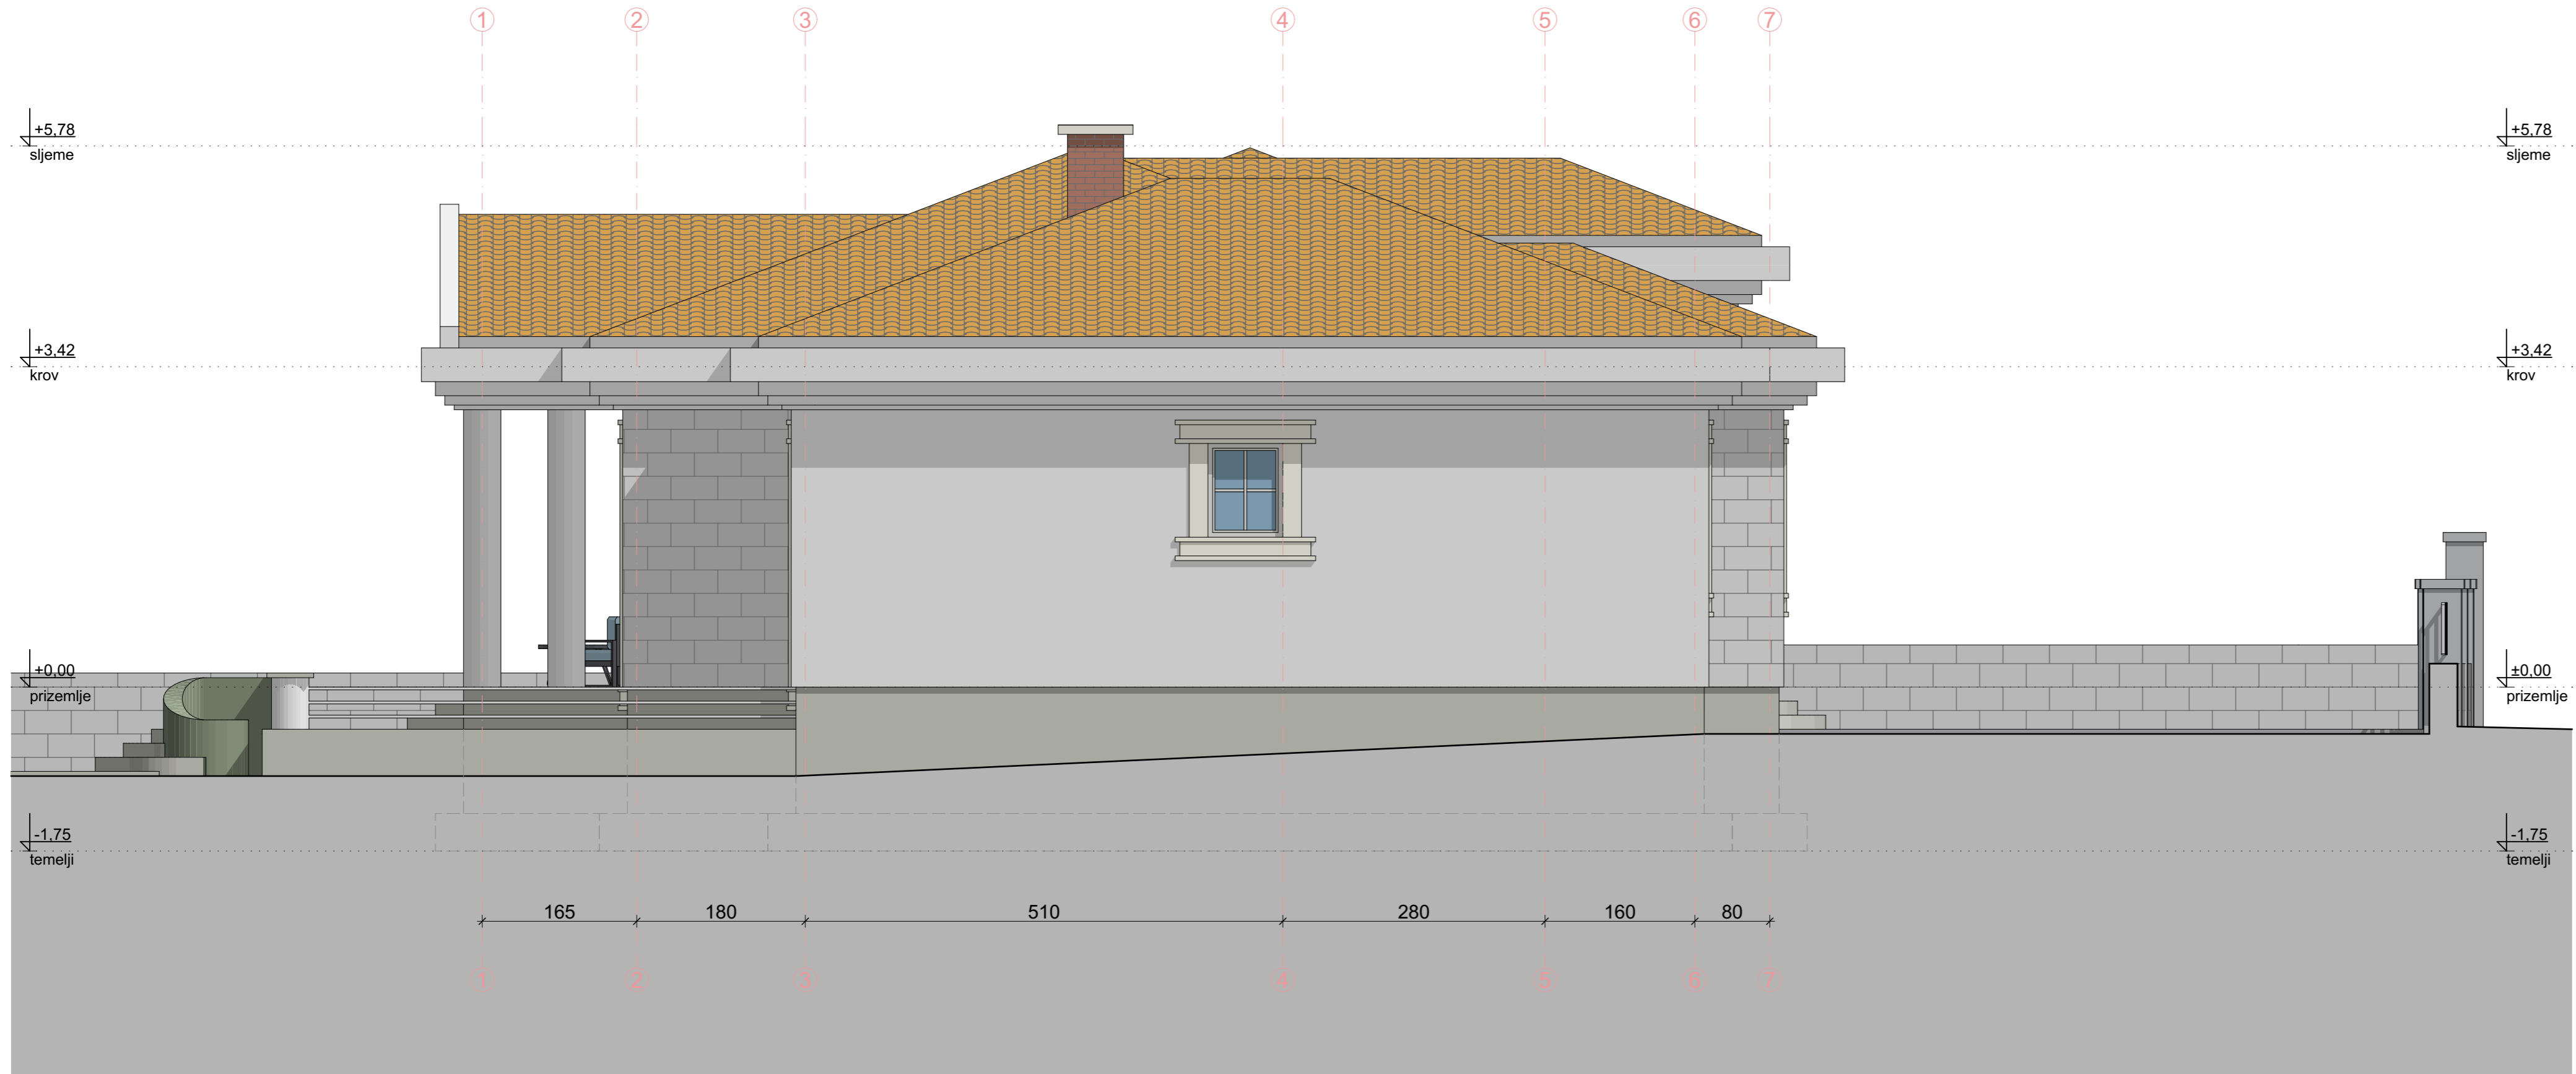 1 2 3 4 5 6 7
+5,78 +5,78
sljeme sljeme
+3,42 +3,42
krov krov
±0,00 ±0,00
prizemlje prizemlje
-1,75 -1,75
temelji temelji
165 180 510 280 160 80
1 2 3 4 5 6 7